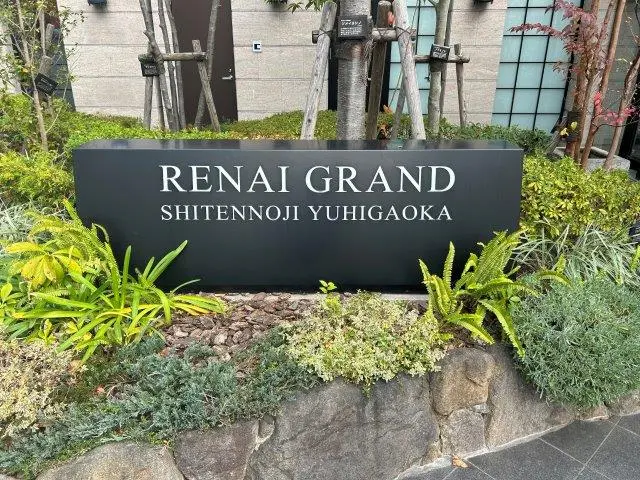 RENAI GRAND
SHITENNOJI YUHIGAOKA